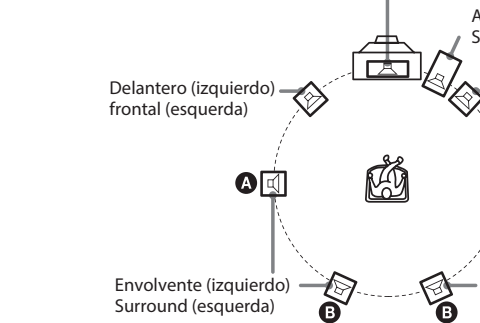 A
S
Delantero (izquierdo)
frontal (esquerda)
A
Envolvente (izquierdo)
Surround (esquerda)
B
B